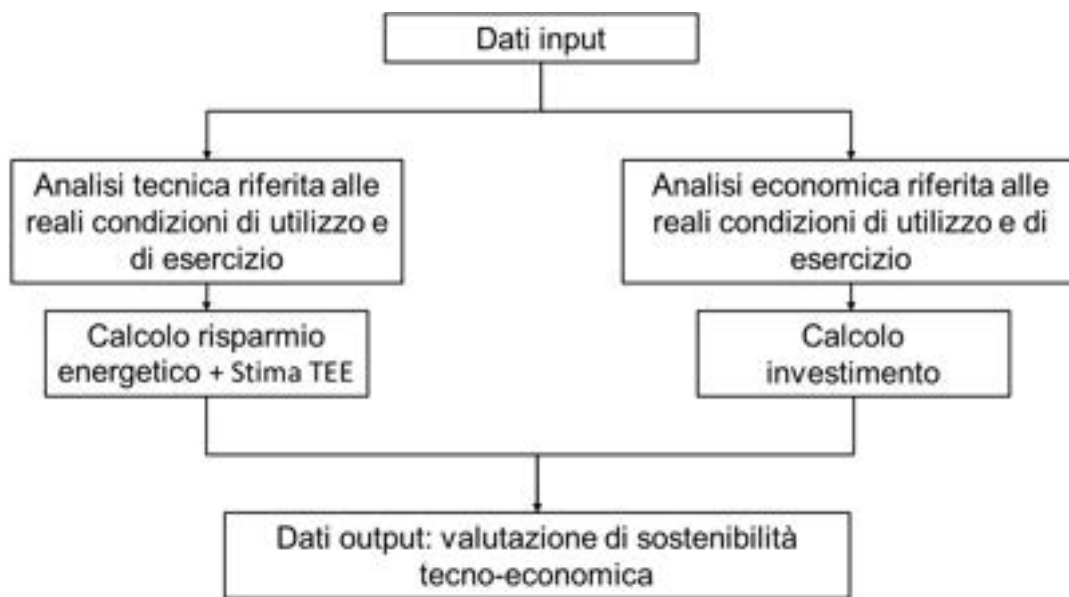 Dati input
Analisi tecnica riferita alle
reali condizioni di utilizzo e
di esercizio
Analisi economica riferita alle
reali condizioni di utilizzo e di
esercizio
Calcolo risparmio
energetico + Stima TEE
Calcolo
investimento
Dati output: valutazione di sostenibilità
tecno-economica